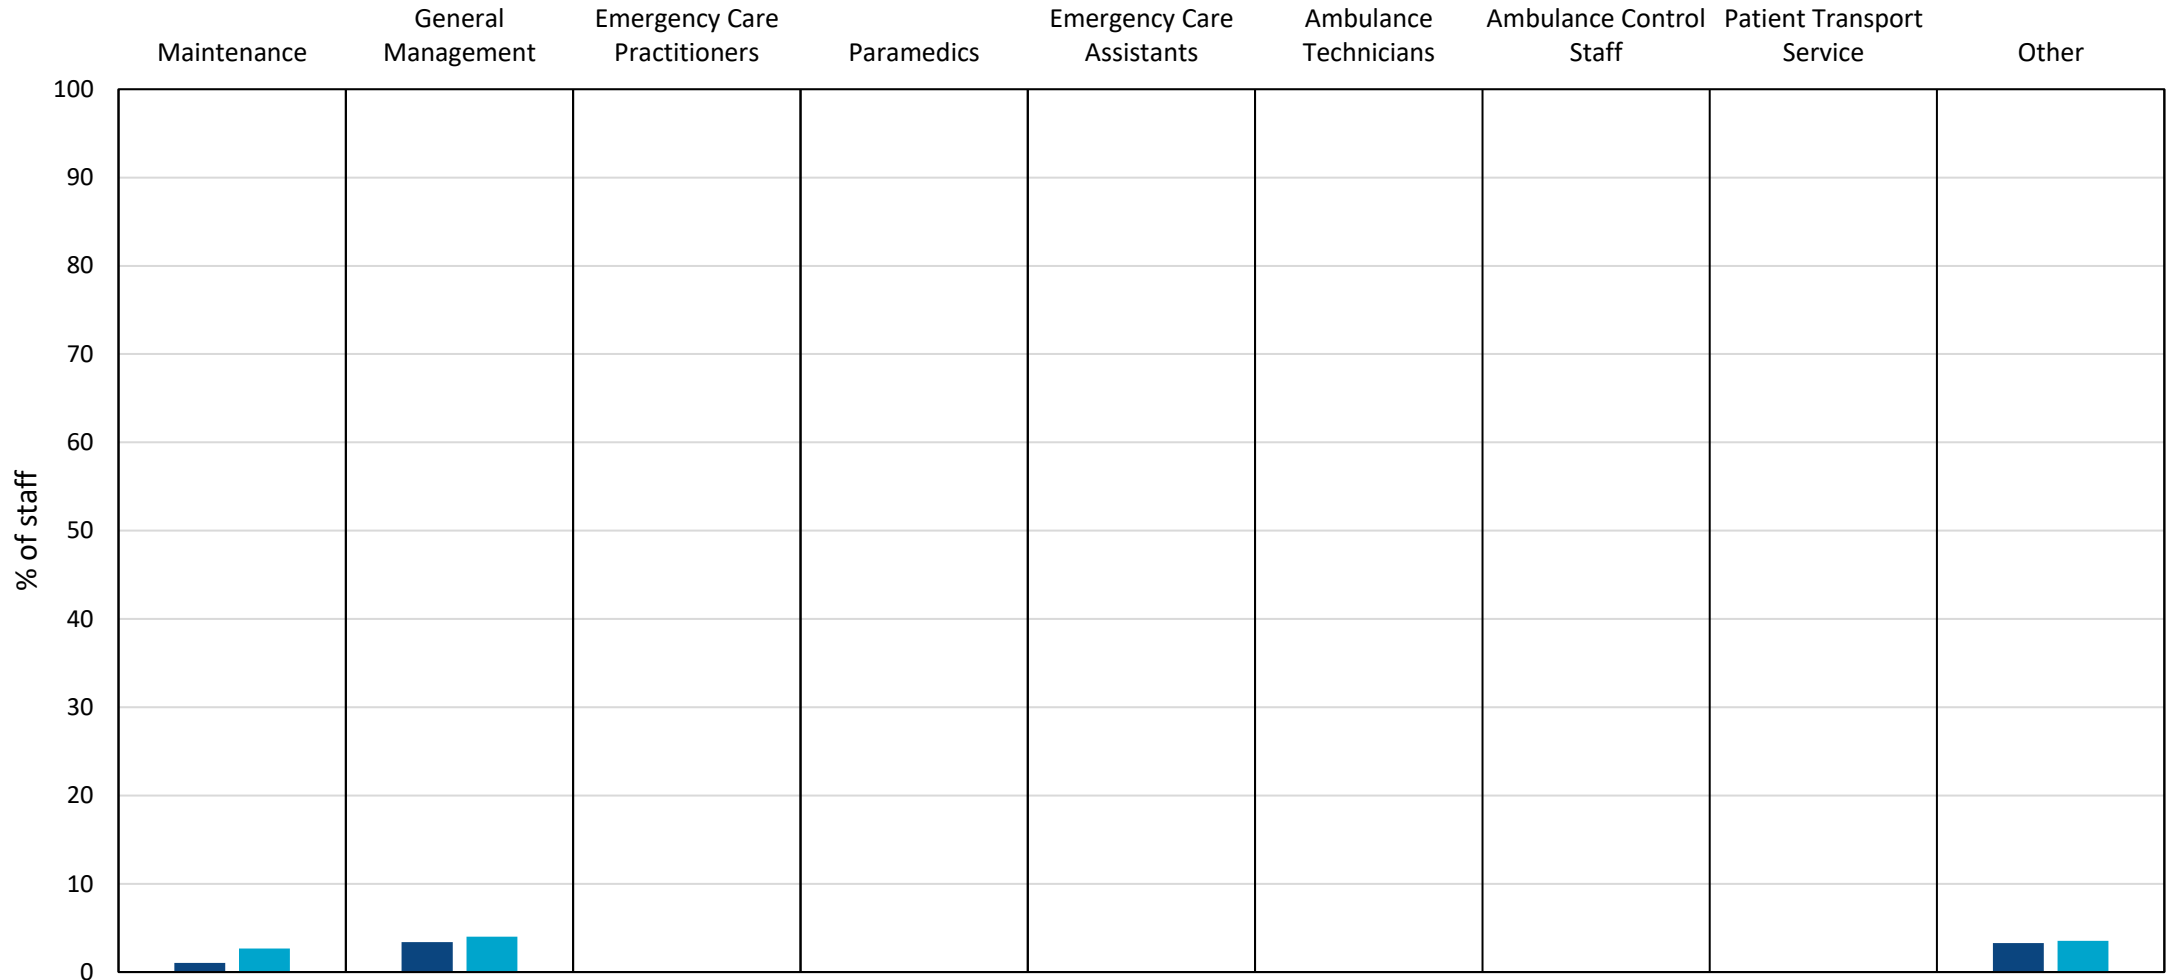 Maintenance
General
Management
Emergency Care
Practitioners
Paramedics
Emergency Care
Assistants
Ambulance
Technicians
Ambulance Control
Staff
Patient Transport
Service
Other
100
90
80
70
60
50
40
30
20
10
0
% of staff